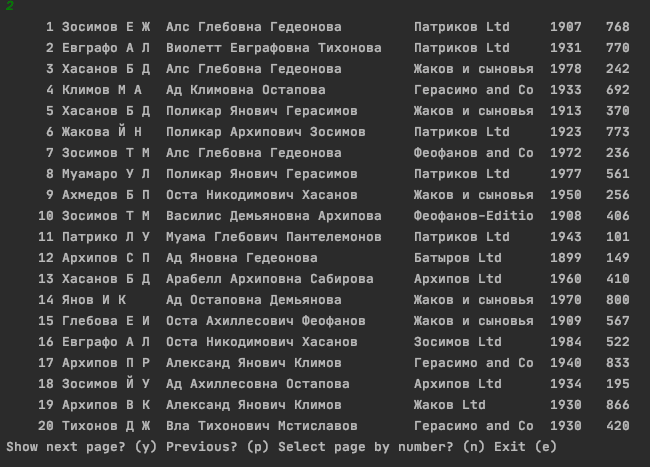 2
1 Зосимов Е Ж Алс Глебовна Гедеонова Патриков Ltd 1907 768
2 Евграфо А Л Виолетт Евграфовна Тихонова Патриков Ltd 1931 770
3 Хасанов Б Д Алс Глебовна Гедеонова Жаков и сыновья 1978 242
4 Климов М А Ад Климовна Остапова Герасимо and Co 1933 692
5 Хасанов Б Д Поликар Янович Герасимов Жаков и сыновья 1913 370
6 Жакова Й Н Поликар Архипович Зосимов Патриков Ltd 1923 773
7 Зосимов Т М Алс Глебовна Гедеонова Феофанов and Co 1972 236
8 Муамаро У Л Поликар Янович Герасимов Патриков Ltd 1977 561
9 Ахмедов Б П Оста Никодимович Хасанов Жаков и сыновья 1950 256
10 Зосимов Т М Василис Демьяновна Архипова Феофанов-Editio 1908 406
11 Патрико Л У Муама Глебович Пантелемонов Патриков Ltd 1943 101
12 Архипов С П Ад Яновна Гедеонова Батыров Ltd 1899 149
13 Хасанов Б Д Арабелл Архиповна Сабирова Архипов Ltd 1960 410
14 Янов И К Ад Остаповна Демьянова Жаков и сыновья 1970 800
15 Глебова Е И Оста Ахиллесович Феофанов Жаков и сыновья 1909 567
16 Евграфо А Л Оста Никодимович Хасанов Зосимов Ltd 1984 522
17 Архипов П Р Александ Янович Климов Герасимо and Co 1940 833
18 Зосимов Й У Ад Ахиллесовна Остапова Архипов Ltd 1934 195
19 Архипов В К Александ Янович Климов Жаков Ltd 1930 866
20 Тихонов Д Ж Вла Тихонович Мстиславов Герасимо and Co 1930 420
Show next page? (y) Previous? (p) Select page by number? (n) Exit (e)